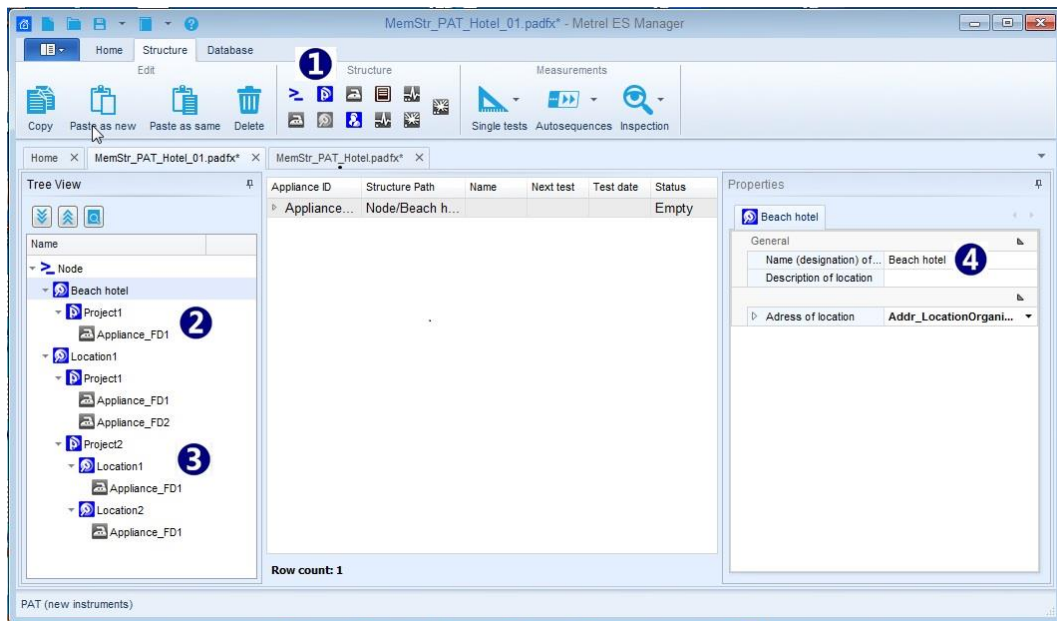 MemStr_PAT_Hotel_01.padfx* - Metrel ES Manager
Home Structure Database
Edit Structure Measurements
1
Copy Paste as new Paste as same Delete Single tests Autosequences Inspection
Home MemStr_PAT_Hotel_01.padfx* MemStr_PAT_Hotel.padfx*
Tree View
Name
Node
Beach hotel
Project1
Appliance_FD1
2
Location1
Project1
Appliance_FD1
Appliance_FD2
Project2
Location1
3
Appliance_FD1
Location2
Appliance_FD1
Appliance ID Structure Path Name Next test Test date Status
Appliance... Node/Beach h... Empty
Row count: 1
Properties
Beach hotel
General
Name (designation) of... Beach hotel 4
Description of location
Adress of location Addr_LocationOrgani...
PAT (new instruments)